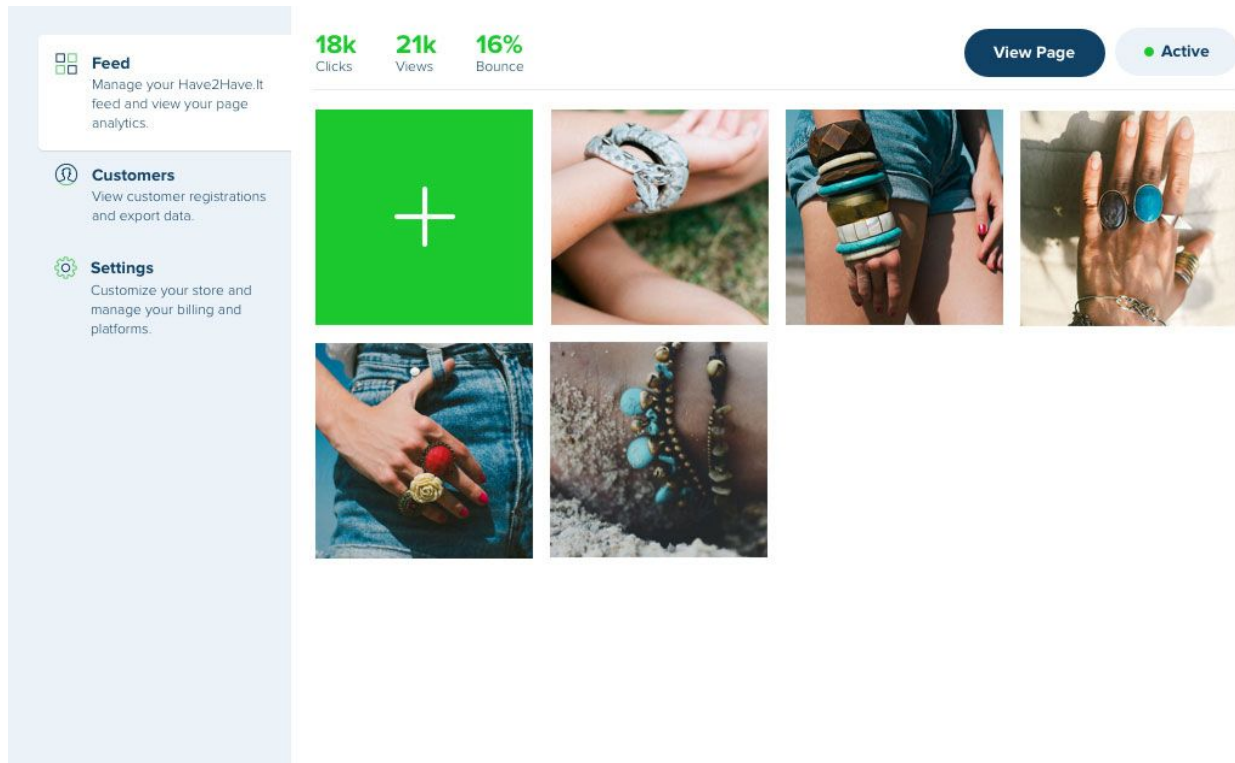 Feed
Manage your Have2Have.It
feed and view your page
analytics.
Customers
View customer registrations
and export data.
Settings
Customize your store and
manage your billing and
platforms.
18k
Clicks
21k
Views
16%
Bounce
View Page
Active